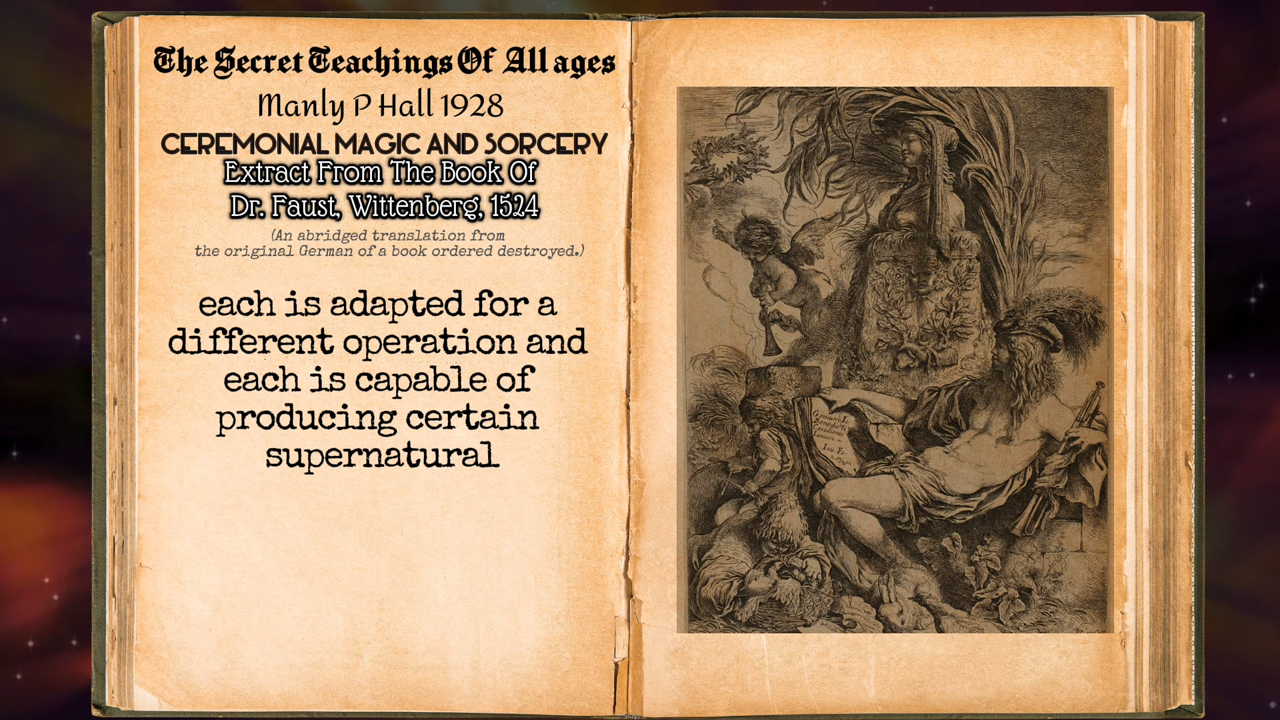 The Secret Teachings Of All ages
Manly P Hall 1928
CEREMONIAL MAGIC AND SORCERY
Extract From The Book Of
Dr. Faust, Wittenberg, 1524
(An abridged translation from
the original German of a book ordered destroyed.)
each is adapted for a
different operation and
each is capable of
producing certain
supernatural